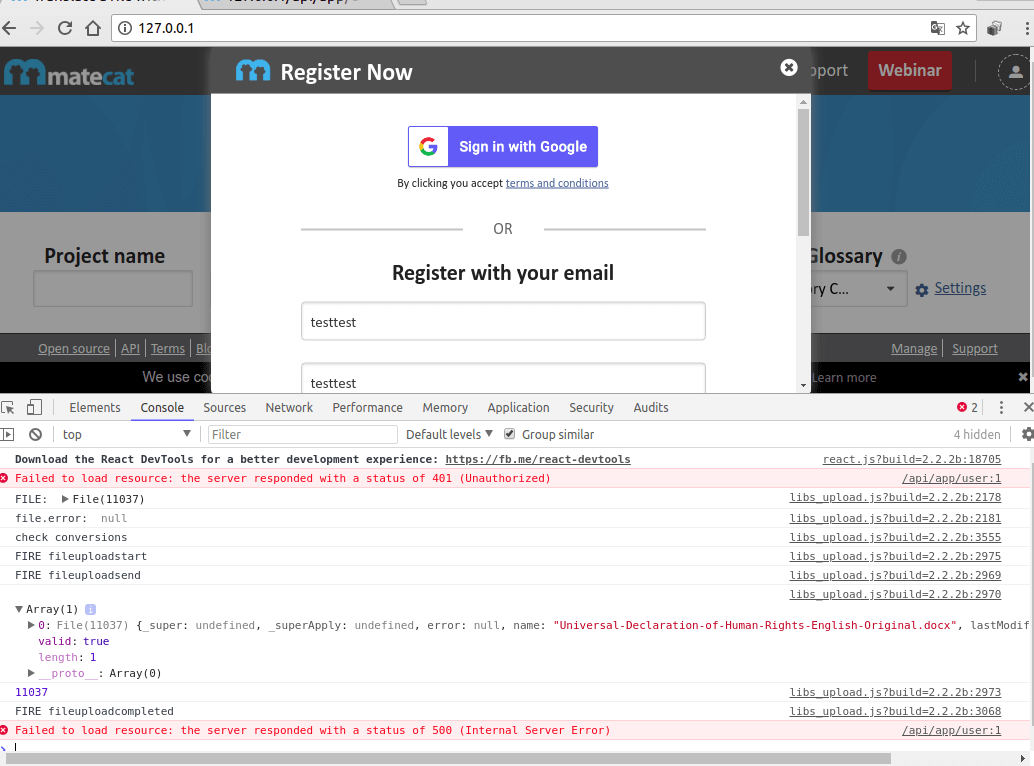 127.0.0.1
matecat
Register Now
pport
Webinar
Sign in with Google
By clicking you accept terms and conditions
OR
Project name
Glossary
Register with your email
ry C...
Settings
testtest
Open source API Terms Blo
Manage Support
We use coo
testtest
Learn more
Elements Console Sources Network Performance Memory Application Security Audits 2
top Filter Default levels Group similar 4 hidden
Download the React DevTools for a better development experience: https://fb.me/react-devtools react.js?build=2.2.2b:18705
Failed to load resource: the server responded with a status of 401 (Unauthorized) /api/app/user:1
FILE: File(11037) libs_upload.js?build=2.2.2b:2178
file.error: null libs_upload.js?build=2.2.2b:2181
check conversions libs_upload.js?build=2.2.2b:3555
FIRE fileuploadstart libs_upload.js?build=2.2.2b:2975
FIRE fileuploadsend libs_upload.js?build=2.2.2b:2969
libs_upload.js?build=2.2.2b:2970
Array(1) i
0: File(11037) {_super: undefined, _superApply: undefined, error: null, name: "Universal-Declaration-of-Human-Rights-English-Original.docx", lastModif
valid: true
length: 1
__proto__: Array(0)
11037 libs_upload.js?build=2.2.2b:2973
FIRE fileuploadcompleted libs_upload.js?build=2.2.2b:3068
Failed to load resource: the server responded with a status of 500 (Internal Server Error) /api/app/user:1